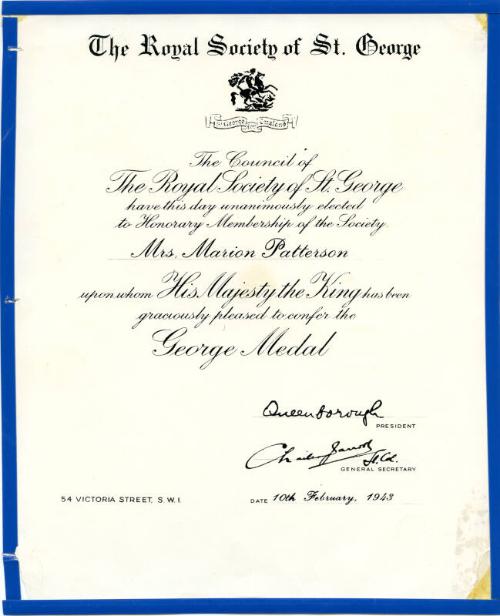 The Royal Society of St. George
St. George for England
The Council of
The Royal Society of St. George
have this day unanimously elected
to Honorary Membership of the Society
Mrs. Marion Patterson
upon whom His Majesty the King has been
graciously pleased to confer the
George Medal
Queenborough
PRESIDENT
Lt. Col.
GENERAL SECRETARY
54 VICTORIA STREET, S.W.1.
DATE 10th February, 1943